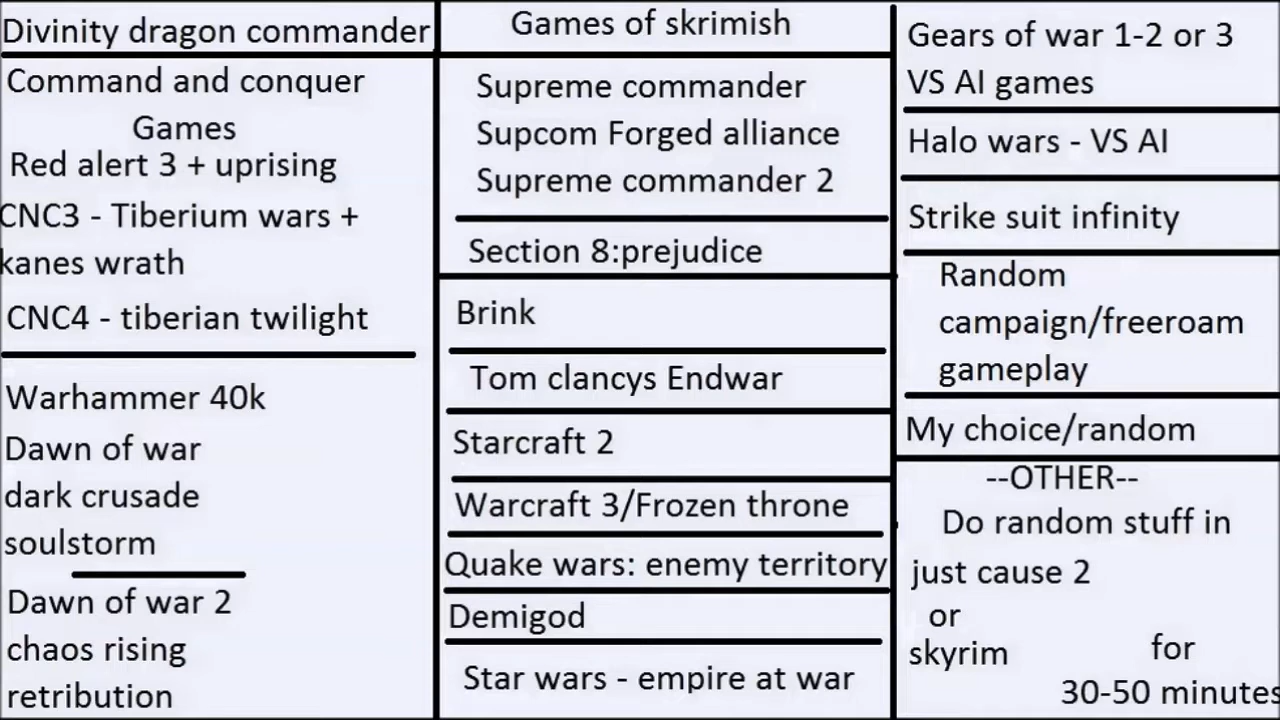 Divinity dragon commander
Command and conquer
Games
Red alert 3 + uprising
CNC3 - Tiberium wars +
kanes wrath
CNC4 - tiberian twilight
Warhammer 40k
Dawn of war
dark crusade
soulstorm
Dawn of war 2
chaos rising
retribution
Games of skrimish
Supreme commander
Supcom Forged alliance
Supreme commander 2
Section 8:prejudice
Brink
Tom clancys Endwar
Starcraft 2
Warcraft 3/Frozen throne
Quake wars: enemy territory
Demigod
Star wars - empire at war
Gears of war 1-2 or 3
VS AI games
Halo wars - VS AI
Strike suit infinity
Random
campaign/freeroam
gameplay
My choice/random
--OTHER--
Do random stuff in
just cause 2
or
skyrim for
30-50 minutes